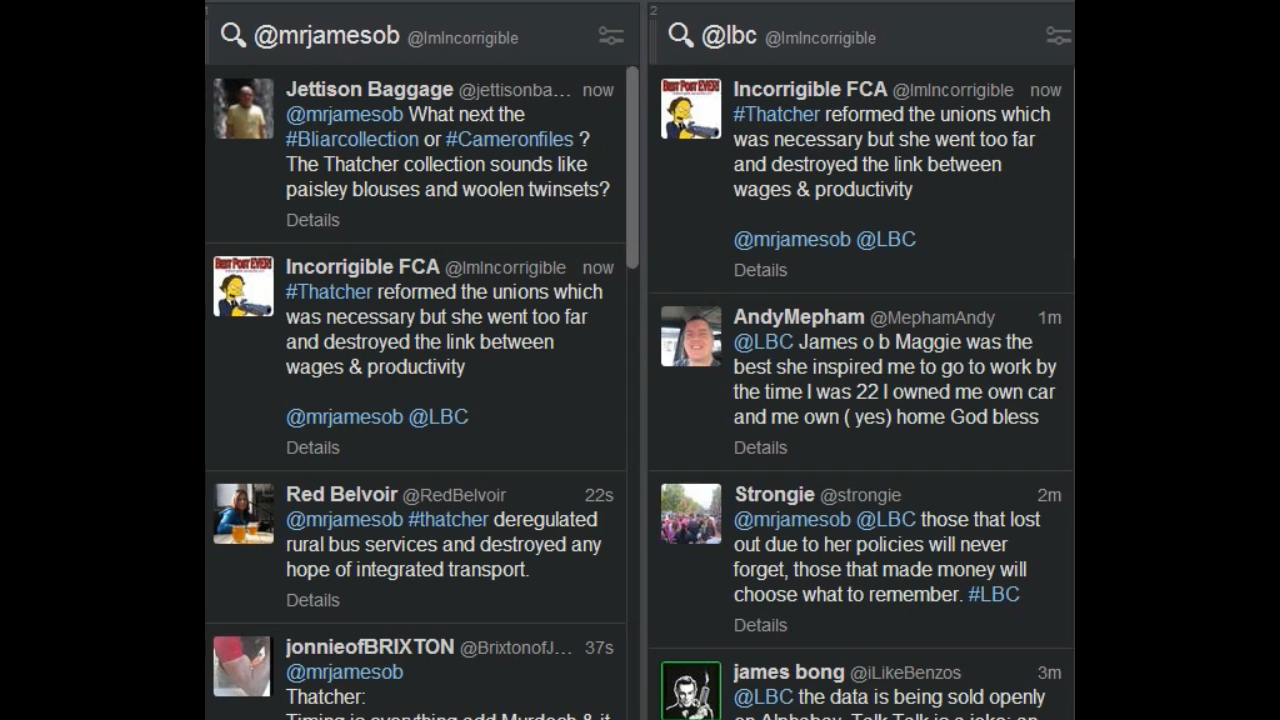 1
@mrjamesob @ImIncorrigible
Jettison Baggage @jettisonba... now
@mrjamesob What next the
#Bliarcollection or #Cameronfiles ?
The Thatcher collection sounds like
paisley blouses and woolen twinsets?
Details
BEST POST EVER!
Incorrigible FCA @ImIncorrigible now
#Thatcher reformed the unions which
was necessary but she went too far
and destroyed the link between
wages & productivity
@mrjamesob @LBC
Details
Red Belvoir @RedBelvoir 22s
@mrjamesob #thatcher deregulated
rural bus services and destroyed any
hope of integrated transport.
Details
jonnieofBRIXTON @BrixtonofJ... 37s
@mrjamesob
Thatcher:
Timing is everything add Murdoch & it
2
@lbc @ImIncorrigible
BEST POST EVER!
Incorrigible FCA @ImIncorrigible now
#Thatcher reformed the unions which
was necessary but she went too far
and destroyed the link between
wages & productivity
@mrjamesob @LBC
Details
AndyMepham @MephamAndy 1m
@LBC James o b Maggie was the
best she inspired me to go to work by
the time I was 22 I owned me own car
and me own ( yes) home God bless
Details
Strongie @strongie 2m
@mrjamesob @LBC those that lost
out due to her policies will never
forget, those that made money will
choose what to remember. #LBC
Details
james bong @iLikeBenzos 3m
@LBC the data is being sold openly
on Alphabay. Talk Talk is a joke: an